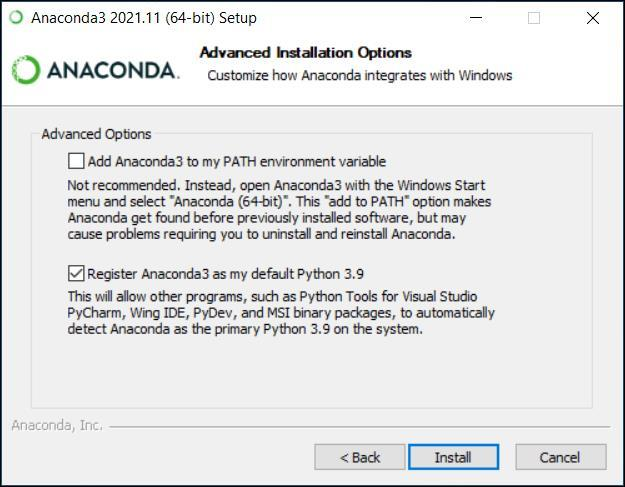 Anaconda3 2021.11 (64-bit) Setup
Advanced Installation Options
Customize how Anaconda integrates with Windows
ANACONDA.
Advanced Options
Add Anaconda3 to my PATH environment variable
Not recommended. Instead, open Anaconda3 with the Windows Start
menu and select "Anaconda (64-bit)". This "add to PATH" option makes
Anaconda get found before previously installed software, but may
cause problems requiring you to uninstall and reinstall Anaconda.
Register Anaconda3 as my default Python 3.9
This will allow other programs, such as Python Tools for Visual Studio
PyCharm, Wing IDE, PyDev, and MSI binary packages, to automatically
detect Anaconda as the primary Python 3.9 on the system.
Anaconda, Inc.
< Back
Install
Cancel